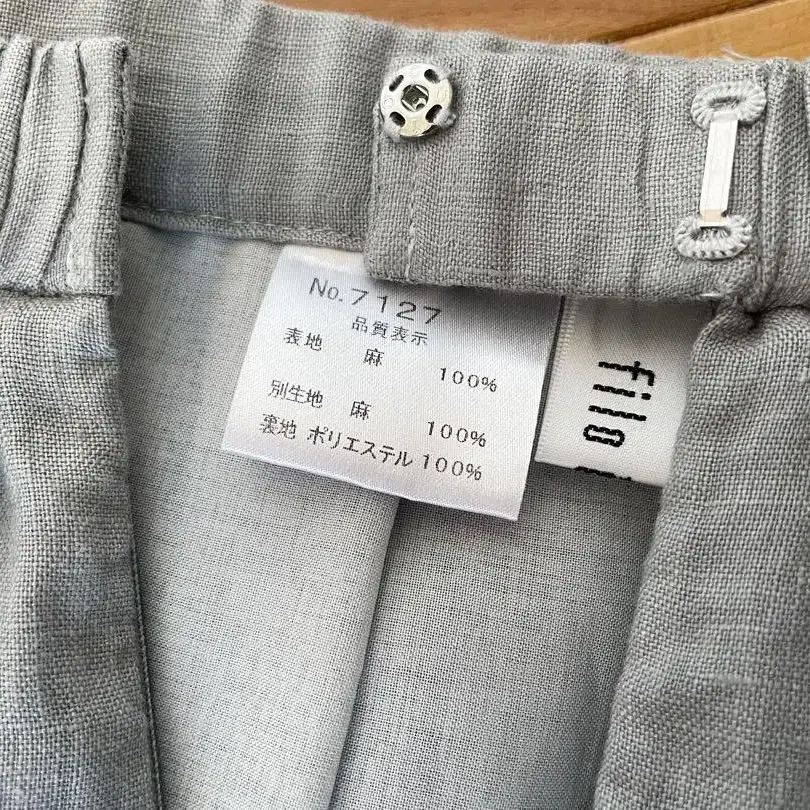 No. 7127
品質表示
表地 麻 100%
別生地 麻 100%
裏地 ポリエステル 100%
filo